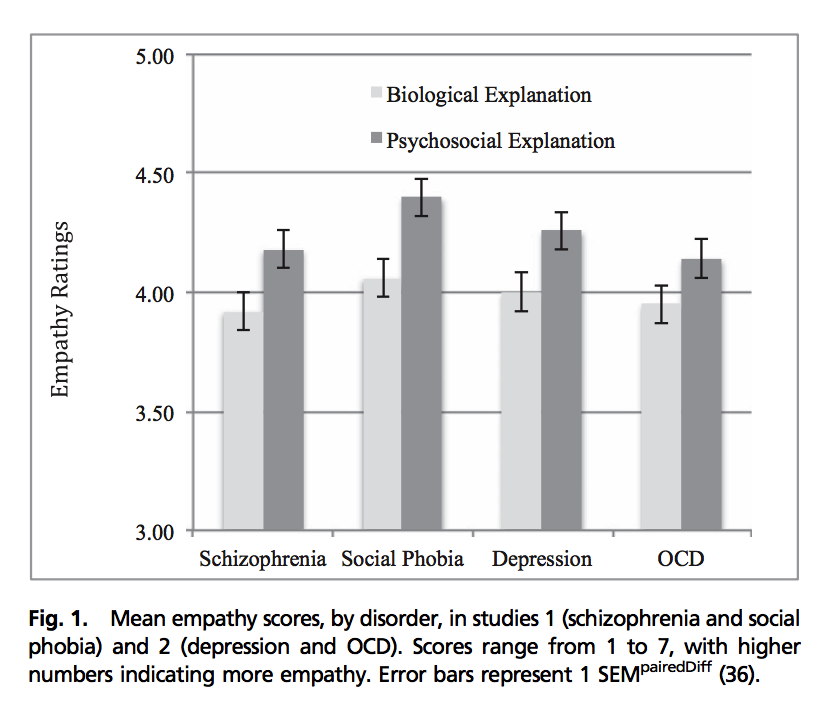 5.00
Biological Explanation
Psychosocial Explanation
4.50
4.00
3.50
3.00
Empathy Ratings
Schizophrenia Social Phobia Depression OCD
Fig. 1. Mean empathy scores, by disorder, in studies 1 (schizophrenia and social
phobia) and 2 (depression and OCD). Scores range from 1 to 7, with higher
numbers indicating more empathy. Error bars represent 1 SEMpairedDiff (36).